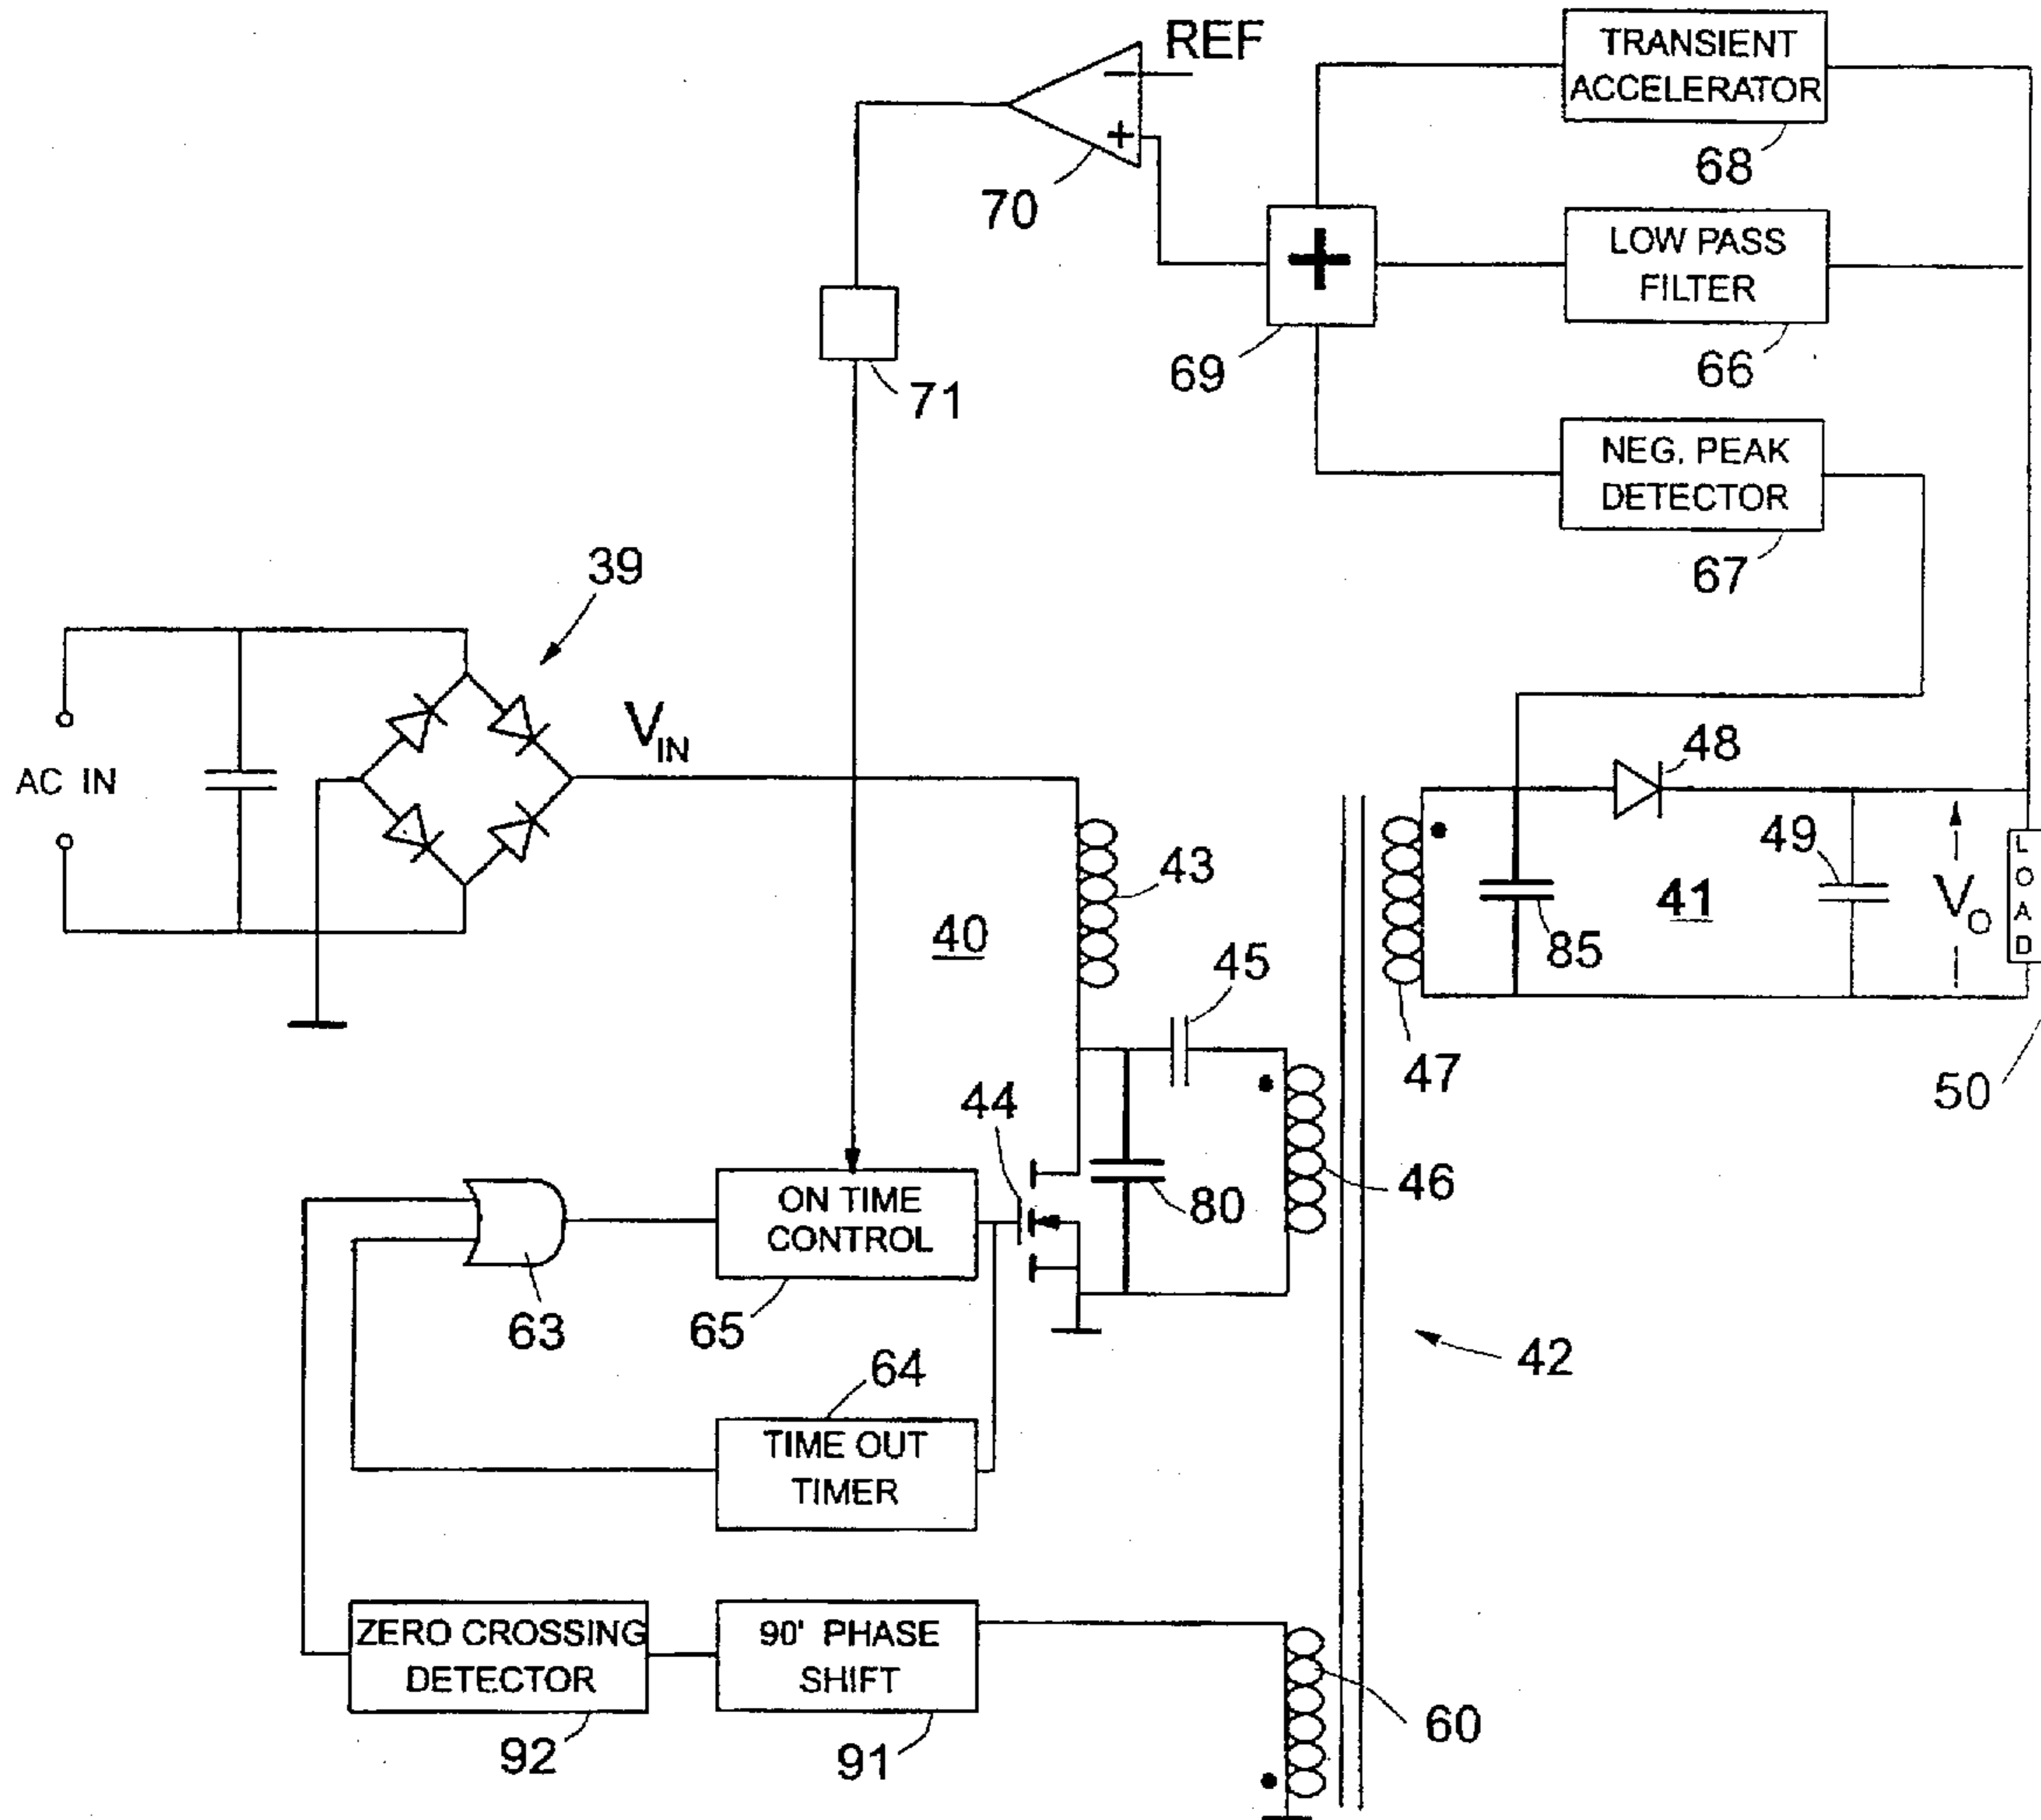 REF
−
+
70
TRANSIENT
ACCELERATOR
68
+
69
LOW PASS
FILTER
66
71
NEG. PEAK
DETECTOR
67
39
AC IN
VIN
43
40
48
49
41
85
VO
LOAD
45
47
50
44
80
46
ON TIME
CONTROL
63
65
42
64
TIME OUT
TIMER
ZERO CROSSING
DETECTOR
92
90' PHASE
SHIFT
91
60